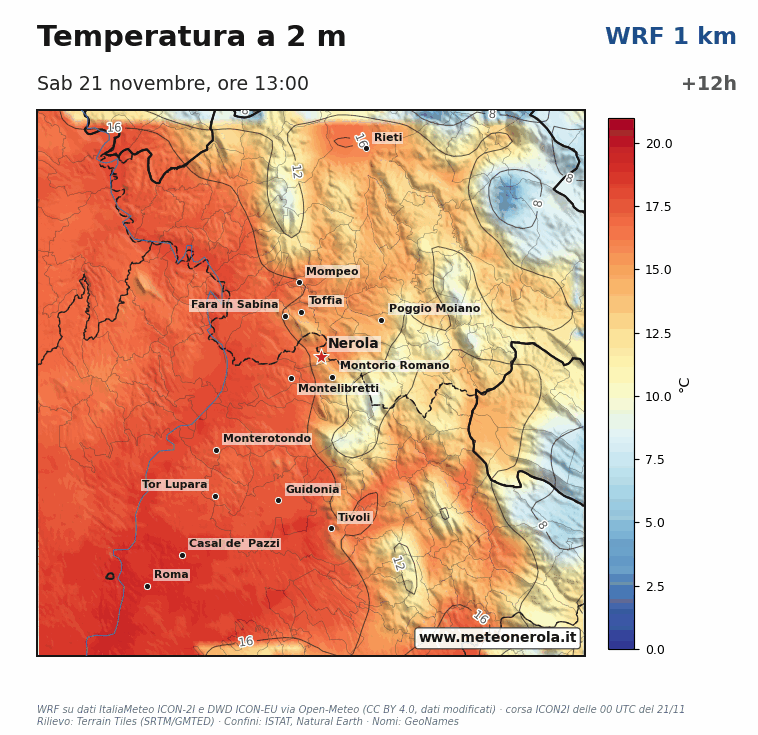 Temperatura a 2 m
WRF 1 km
Sab 21 novembre, ore 13:00
+12h
16
8
8
Rieti
16
12
8
8
Mompeo
Fara in Sabina
Toffia
Poggio Moiano
Nerola
Montorio Romano
Montelibretti
Monterotondo
Tor Lupara
Guidonia
Tivoli
8
Casal de' Pazzi
12
Roma
16
16
www.meteonerola.it
20.0
17.5
15.0
12.5
10.0
7.5
5.0
2.5
0.0
°C
WRF su dati ItaliaMeteo ICON-2I e DWD ICON-EU via Open-Meteo (CC BY 4.0, dati modificati) · corsa ICON2I delle 00 UTC del 21/11
Rilievo: Terrain Tiles (SRTM/GMTED) · Confini: ISTAT, Natural Earth · Nomi: GeoNames